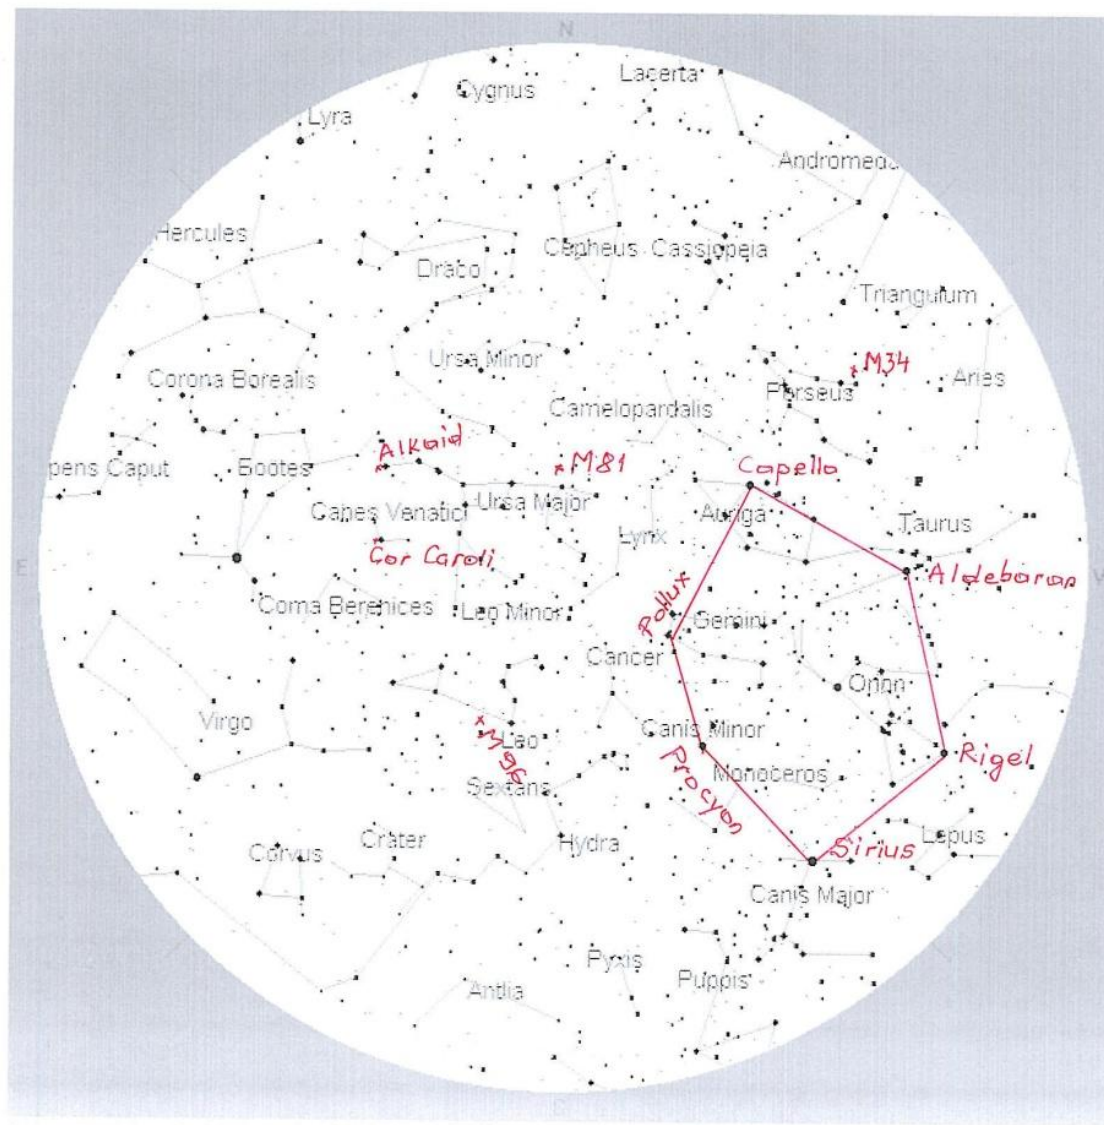 N
Lacerta
Cygnus
Lyra
Andromeda
Hercules
Cepheus Cassiopeia
Draco
Triangulum
Ursa Minor
M34
Corona Borealis
Perseus
Aries
Camelopardalis
Alkaid
M81
Capella
pens Caput
Bootes
Ursa Major
Canes Venatici
Auriga
Taurus
Lynx
Cor Caroli
E
Aldebaran
W
Coma Berenices
Leo Minor
Pollux
Gemini
Cancer
Orion
Virgo
Canis Minor
Leo
M96
Procyon
Rigel
Monoceros
Sextans
Crater
Hydra
Lepus
Corvus
Sirius
Canis Major
Pyxis
Puppis
Antlia
S